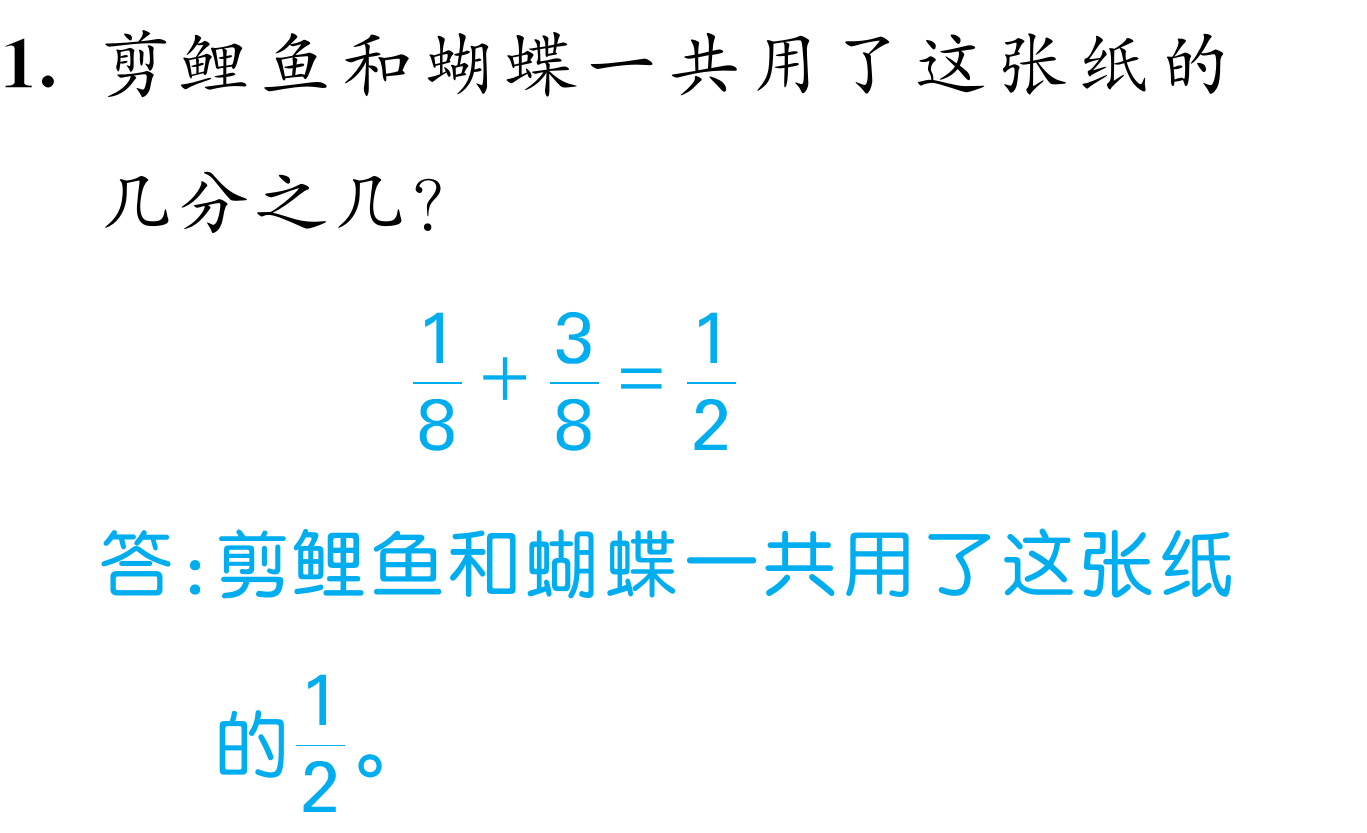 1. 剪鲤鱼和蝴蝶一共用了这张纸的
几分之几?
1/8 + 3/8 = 1/2
答:剪鲤鱼和蝴蝶一共用了这张纸
的1/2。